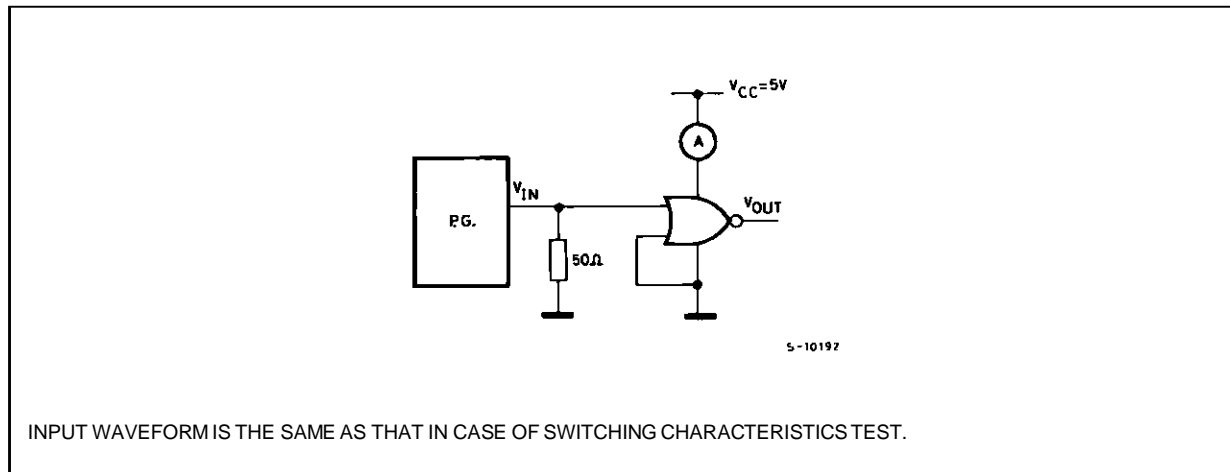 VCC=5V
A
VIN
P.G.
VOUT
50Ω
S-10192
INPUT WAVEFORM IS THE SAME AS THAT IN CASE OF SWITCHING CHARACTERISTICS TEST.